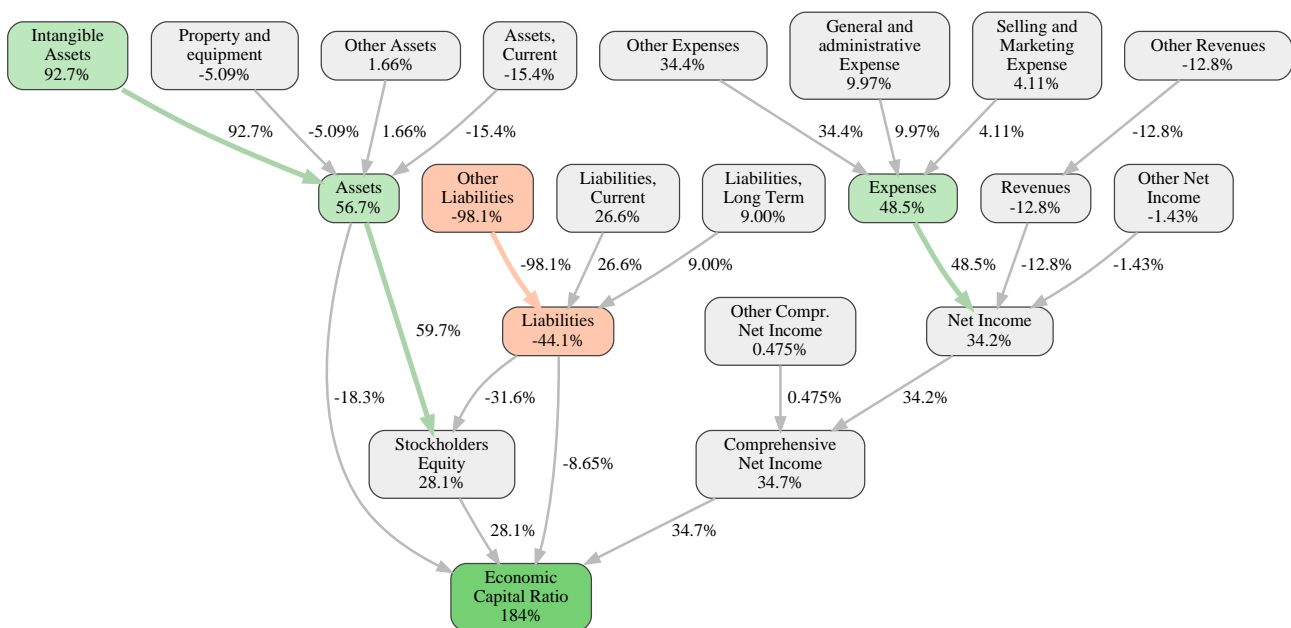 Intangible
Assets
92.7%
Property and
equipment
-5.09%
Other Assets
1.66%
Assets,
Current
-15.4%
Other Expenses
34.4%
General and
administrative
Expense
9.97%
Selling and
Marketing
Expense
4.11%
Other Revenues
-12.8%
92.7%
-5.09%
1.66%
-15.4%
34.4%
9.97%
4.11%
-12.8%
Assets
56.7%
Other
Liabilities
-98.1%
Liabilities,
Current
26.6%
Liabilities,
Long Term
9.00%
Expenses
48.5%
Revenues
-12.8%
Other Net
Income
-1.43%
-98.1%
26.6%
9.00%
48.5%
-12.8%
-1.43%
59.7%
Liabilities
-44.1%
Other Compr.
Net Income
0.475%
Net Income
34.2%
-18.3%
-31.6%
0.475%
34.2%
Stockholders
Equity
28.1%
-8.65%
Comprehensive
Net Income
34.7%
28.1%
34.7%
Economic
Capital Ratio
184%